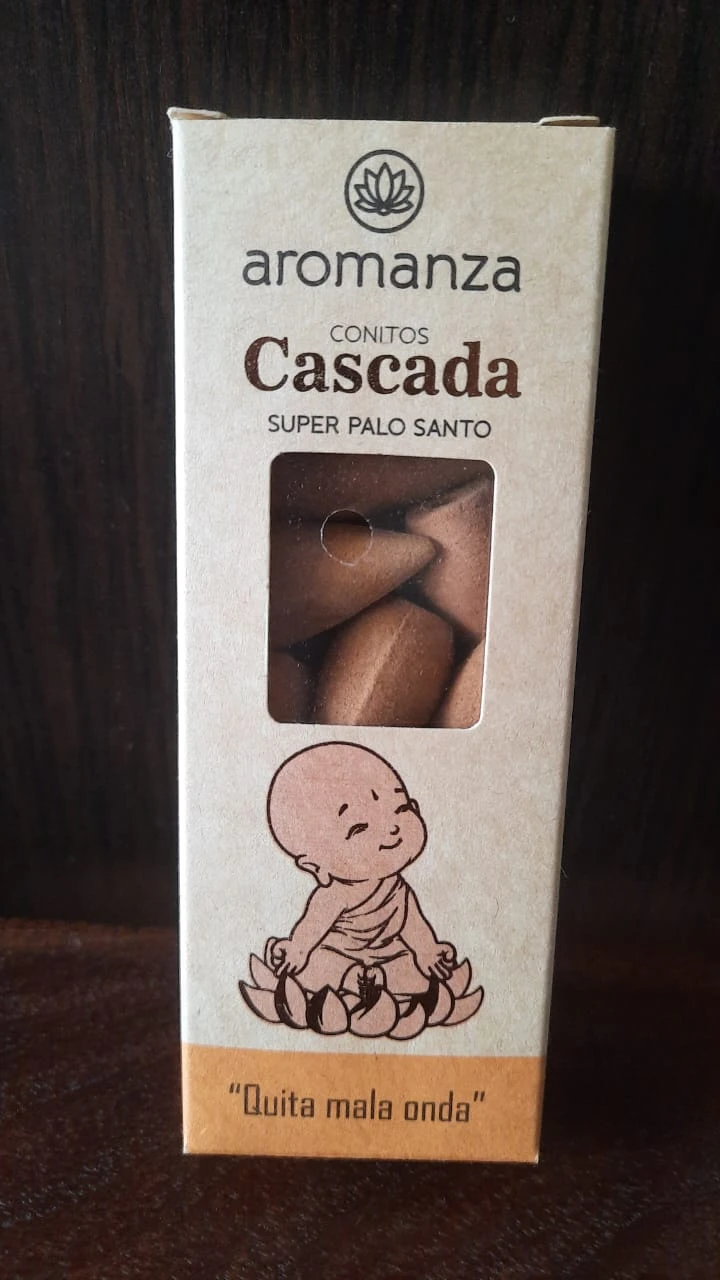 aromanza
CONITOS
Cascada
SUPER PALO SANTO
“Quita mala onda”